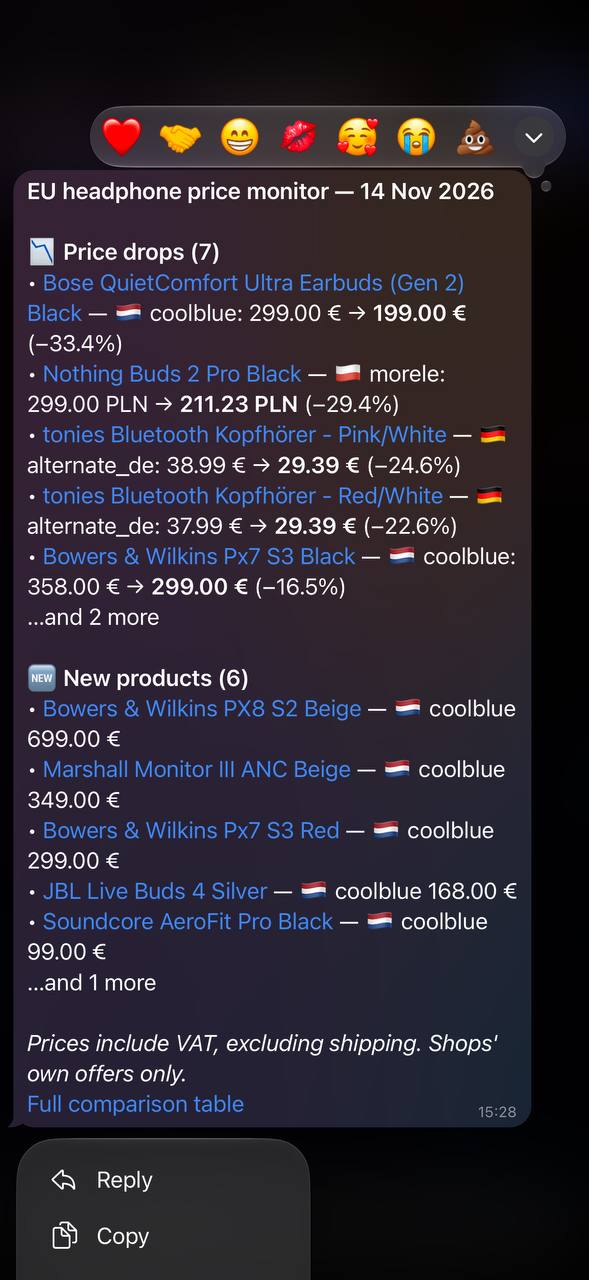 EU headphone price monitor — 14 Nov 2026
📉 Price drops (7)
• Bose QuietComfort Ultra Earbuds (Gen 2)
Black — 🇳🇱 coolblue: 299.00 € → 199.00 €
(−33.4%)
• Nothing Buds 2 Pro Black — 🇵🇱 morele:
299.00 PLN → 211.23 PLN (−29.4%)
• tonies Bluetooth Kopfhörer - Pink/White — 🇩🇪
alternate_de: 38.99 € → 29.39 € (−24.6%)
• tonies Bluetooth Kopfhörer - Red/White — 🇩🇪
alternate_de: 37.99 € → 29.39 € (−22.6%)
• Bowers & Wilkins Px7 S3 Black — 🇳🇱 coolblue:
358.00 € → 299.00 € (−16.5%)
...and 2 more
🆕 New products (6)
• Bowers & Wilkins PX8 S2 Beige — 🇳🇱 coolblue
699.00 €
• Marshall Monitor III ANC Beige — 🇳🇱 coolblue
349.00 €
• Bowers & Wilkins Px7 S3 Red — 🇳🇱 coolblue
299.00 €
• JBL Live Buds 4 Silver — 🇳🇱 coolblue 168.00 €
• Soundcore AeroFit Pro Black — 🇳🇱 coolblue
99.00 €
...and 1 more
Prices include VAT, excluding shipping. Shops'
own offers only.
Full comparison table
15:28
Reply
Copy